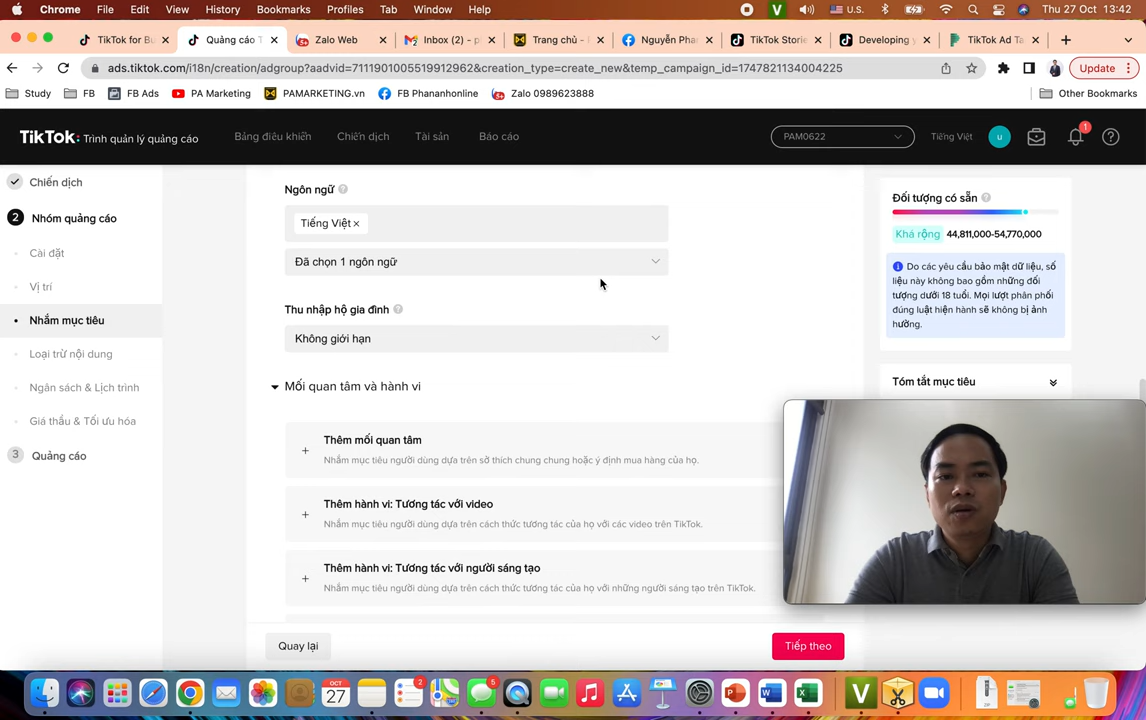 Chrome File Edit View History Bookmarks Profiles Tab Window Help
V U.S. Thu 27 Oct 13:42
TikTok for Bu Quảng cáo T Zalo Web Inbox (2) - p Trang chủ - Nguyễn Phan TikTok Storie Developing y TikTok Ad Ta
ads.tiktok.com/i18n/creation/adgroup?aadvid=7111901005519912962&creation_type=create_new&temp_campaign_id=1747821134004225
Update
Study FB FB Ads PA Marketing PAMARKETING.vn FB Phananhonline Zalo 0989623888 Other Bookmarks
TikTok: Trình quản lý quảng cáo Bảng điều khiển Chiến dịch Tài sản Báo cáo PAM0622 Tiếng Việt u 1
Chiến dịch
2 Nhóm quảng cáo
Cài đặt
Vị trí
Nhắm mục tiêu
Loại trừ nội dung
Ngân sách & Lịch trình
Giá thầu & Tối ưu hóa
3 Quảng cáo
Ngôn ngữ
Tiếng Việt ×
Đã chọn 1 ngôn ngữ
Thu nhập hộ gia đình
Không giới hạn
Mối quan tâm và hành vi
+ Thêm mối quan tâm
Nhắm mục tiêu người dùng dựa trên sở thích chung chung hoặc ý định mua hàng của họ.
+ Thêm hành vi: Tương tác với video
Nhắm mục tiêu người dùng dựa trên cách thức tương tác của họ với các video trên TikTok.
+ Thêm hành vi: Tương tác với người sáng tạo
Nhắm mục tiêu người dùng dựa trên cách thức tương tác của họ với những người sáng tạo trên TikTok.
Quay lại Tiếp theo
Đối tượng có sẵn
Khá rộng 44,811,000-54,770,000
Do các yêu cầu bảo mật dữ liệu, số
liệu này không bao gồm những đối
tượng dưới 18 tuổi. Mọi lượt phân phối
đúng luật hiện hành sẽ không bị ảnh
hưởng.
Tóm tắt mục tiêu
OCT
27
2
5